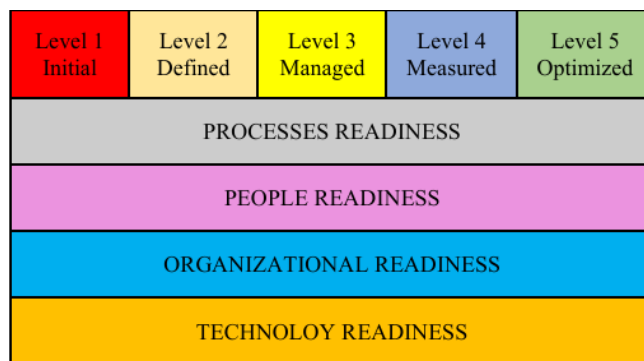 Level 1
Initial
Level 2
Defined
Level 3
Managed
Level 4
Measured
Level 5
Optimized
PROCESSES READINESS
PEOPLE READINESS
ORGANIZATIONAL READINESS
TECHNOLOY READINESS